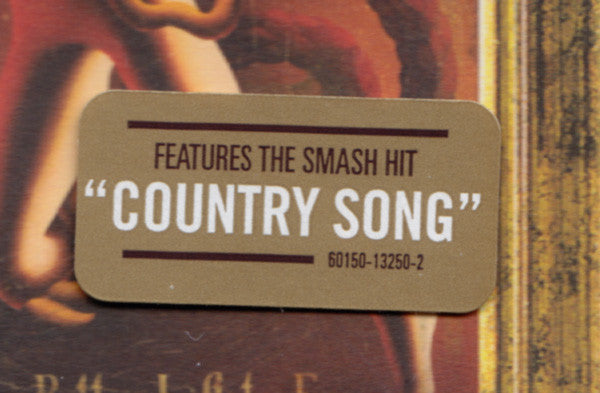 FEATURES THE SMASH HIT
“COUNTRY SONG”
60150-13250-2